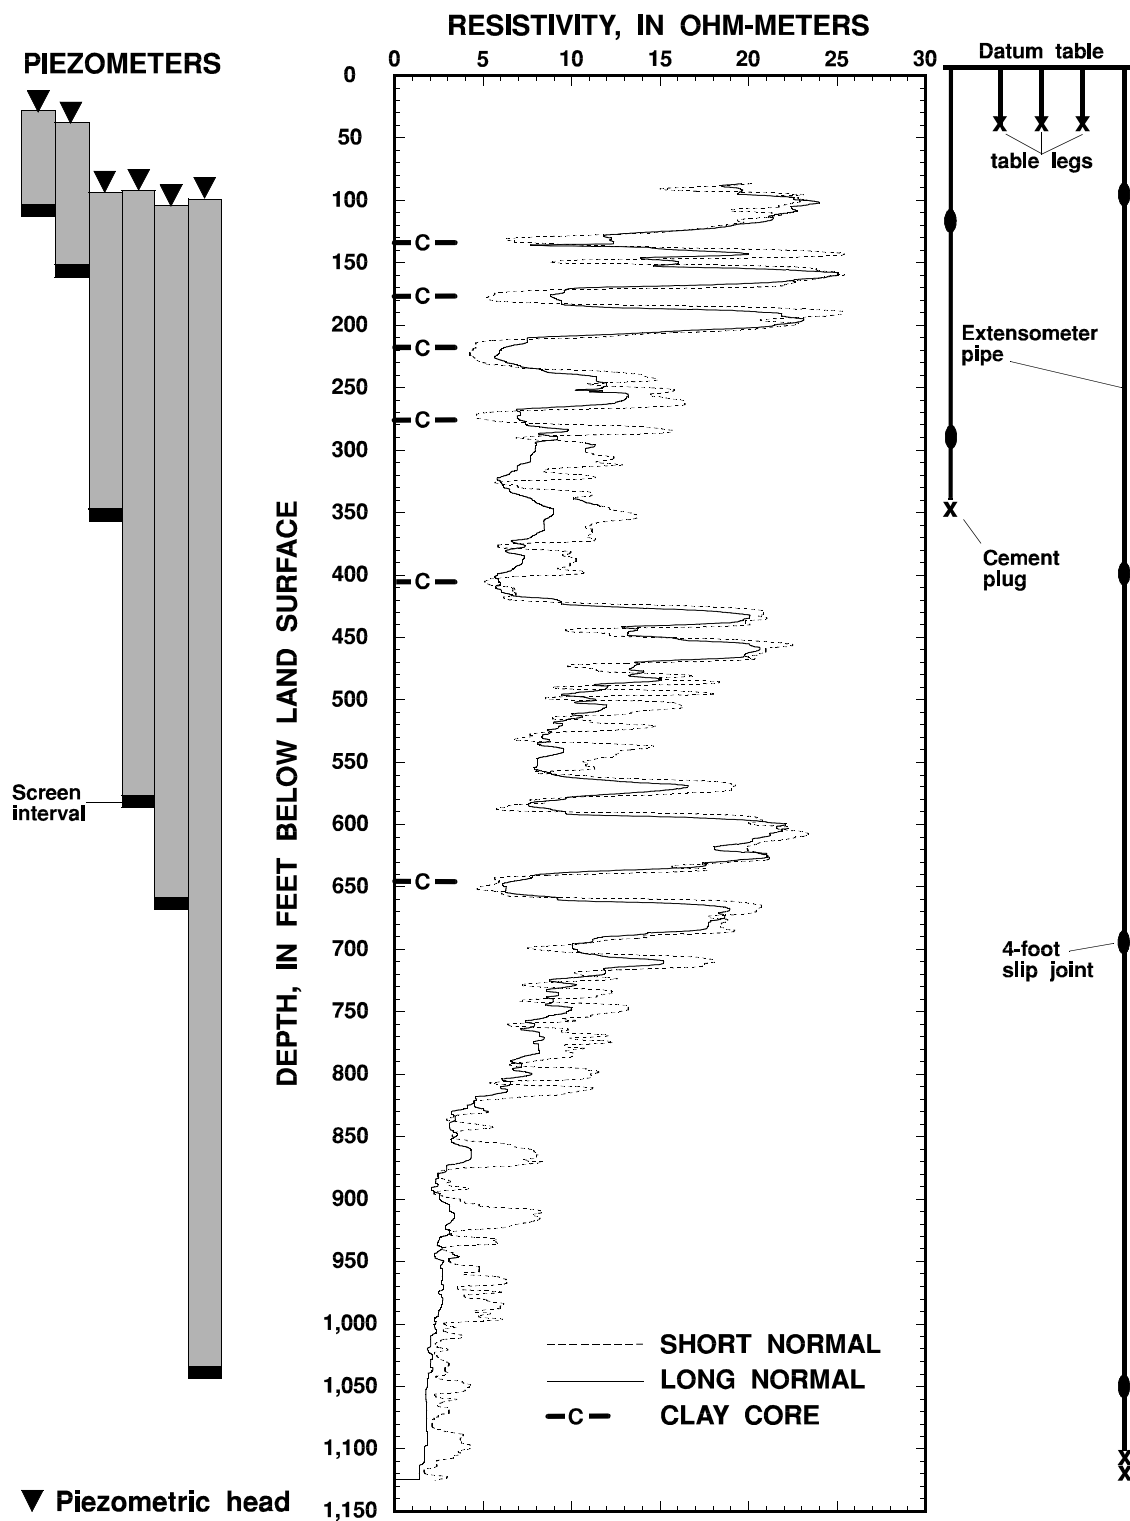 RESISTIVITY, IN OHM-METERS
PIEZOMETERS
0 5 10 15 20 25 30
Datum table
0
50
100
150
200
250
300
350
400
450
500
550
600
650
700
750
800
850
900
950
1,000
1,050
1,100
1,150
DEPTH, IN FEET BELOW LAND SURFACE
C
C
C
C
C
C
X X X
table legs
Extensometer
pipe
X
Cement
plug
Screen
interval
4-foot
slip joint
X
X
SHORT NORMAL
LONG NORMAL
C CLAY CORE
Piezometric head